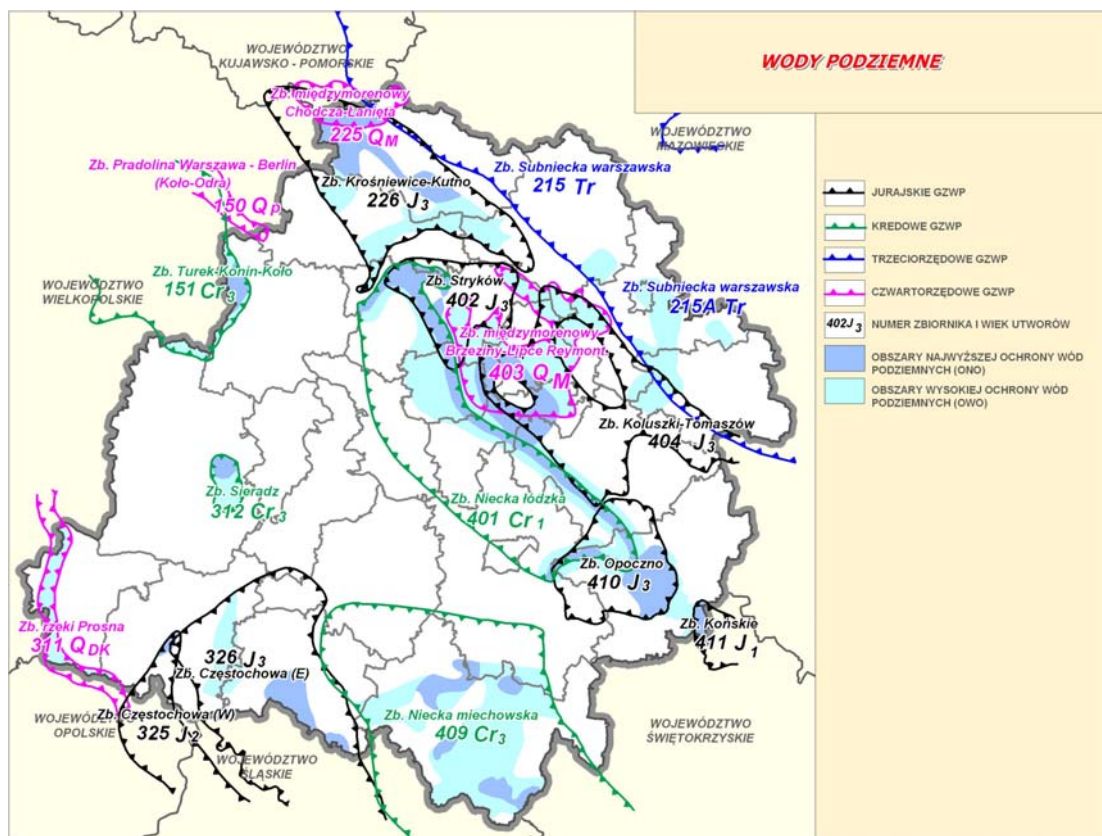 WODY PODZIEMNE
WOJEWÓDZTWO
KUJAWSKO - POMORSKIE
WOJEWÓDZTWO
MAZOWIECKIE
Zb. międzymorenowy
Chodcza-Łanięta
225 QM
Zb. Pradolina Warszawa - Berlin
(Koło-Odra)
150 Qp
Zb. Krośniewice-Kutno
226 J3
Zb. Subniecka warszawska
215 Tr
WOJEWÓDZTWO
WIELKOPOLSKIE
Zb. Turek-Konin-Koło
151 Cr3
Zb. Stryków
402 J3
Zb. Subniecka warszawska
215A Tr
Zb. międzymorenowy
Brzeziny-Lipce Reymont.
403 QM
Zb. Koluszki-Tomaszów
404 J3
Zb. Sieradz
312 Cr3
Zb. Niecka łódzka
401 Cr1
Zb. Opoczno
410 J3
Zb. rzeki Prosna
311 QDK
Zb. Końskie
411 J1
326 J3
Zb. Częstochowa (E)
Zb. Częstochowa (W)
325 J2
Zb. Niecka miechowska
409 Cr3
WOJEWÓDZTWO
OPOLSKIE
WOJEWÓDZTWO
ŚLĄSKIE
WOJEWÓDZTWO
ŚWIĘTOKRZYSKIE
JURAJSKIE GZWP
KREDOWE GZWP
TRZECIORZĘDOWE GZWP
CZWARTORZĘDOWE GZWP
402J3 NUMER ZBIORNIKA I WIEK UTWORÓW
OBSZARY NAJWYŻSZEJ OCHRONY WÓD
PODZIEMNYCH (ONO)
OBSZARY WYSOKIEJ OCHRONY WÓD
PODZIEMNYCH (OWO)